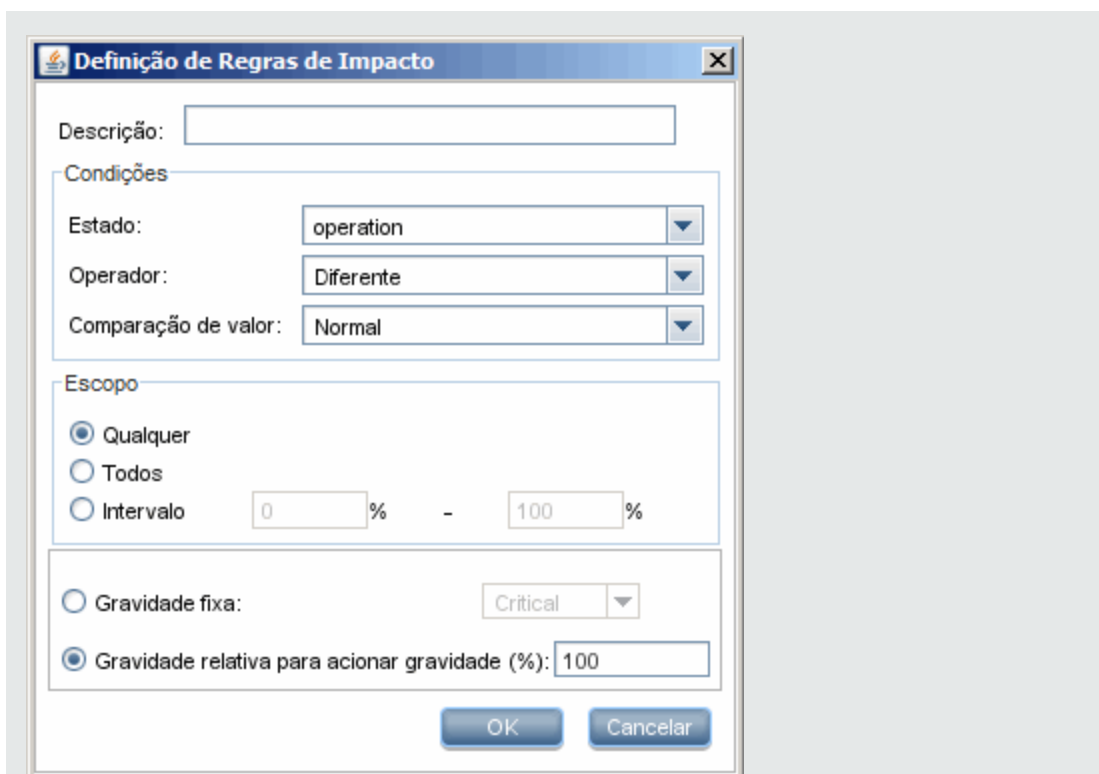 Definição de Regras de Impacto
Descrição:
Condições
Estado: operation
Operador: Diferente
Comparação de valor: Normal
Escopo
Qualquer
Todos
Intervalo 0 % - 100 %
Gravidade fixa: Critical
Gravidade relativa para acionar gravidade (%): 100
OK Cancelar